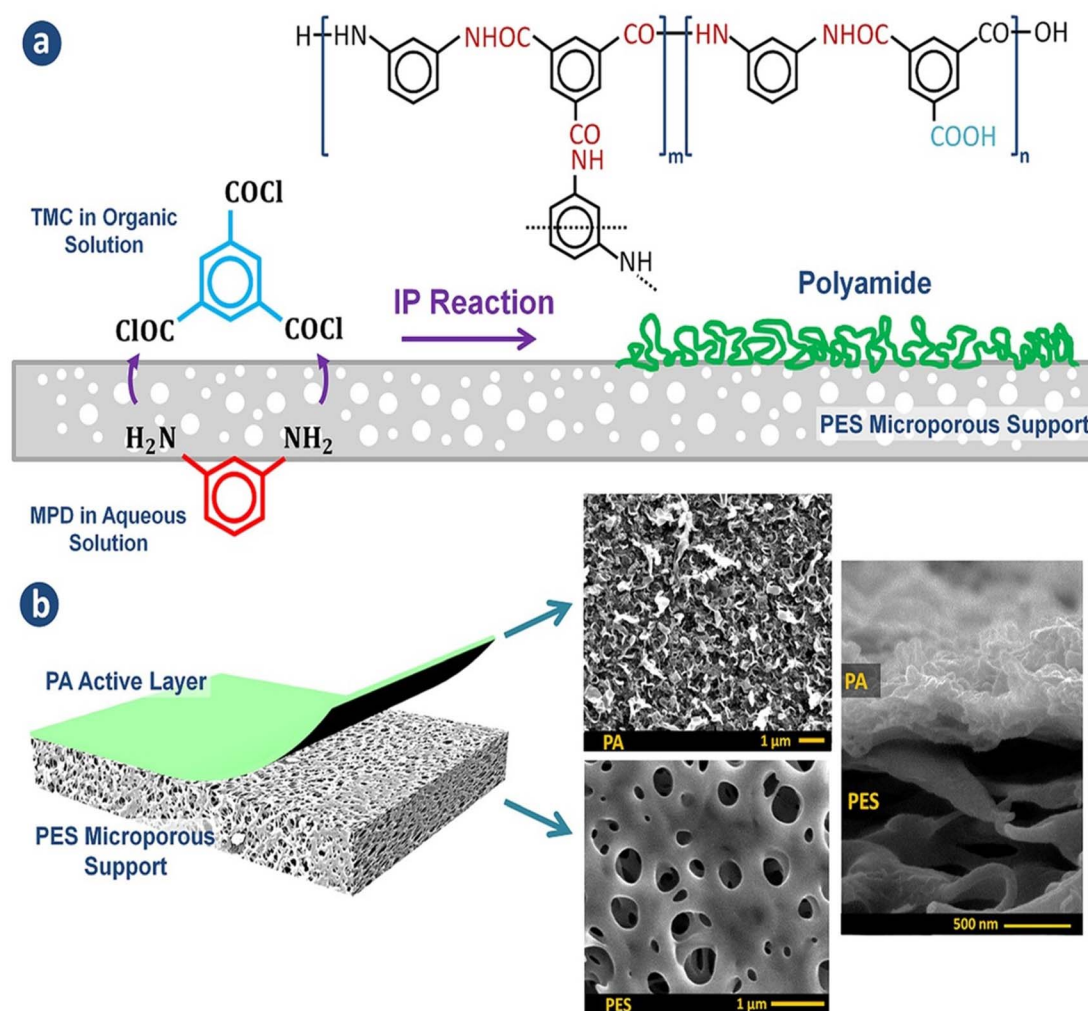 a
H
HN
NHOC
CO
HN
NHOC
CO
OH
CO
NH
COOH
m
n
NH
TMC in Organic
Solution
COCl
ClOC
COCl
IP Reaction
Polyamide
H₂N
NH₂
PES Microporous Support
MPD in Aqueous
Solution
b
PA Active Layer
PES Microporous
Support
PA
1 µm
PES
1 µm
PA
PES
500 nm